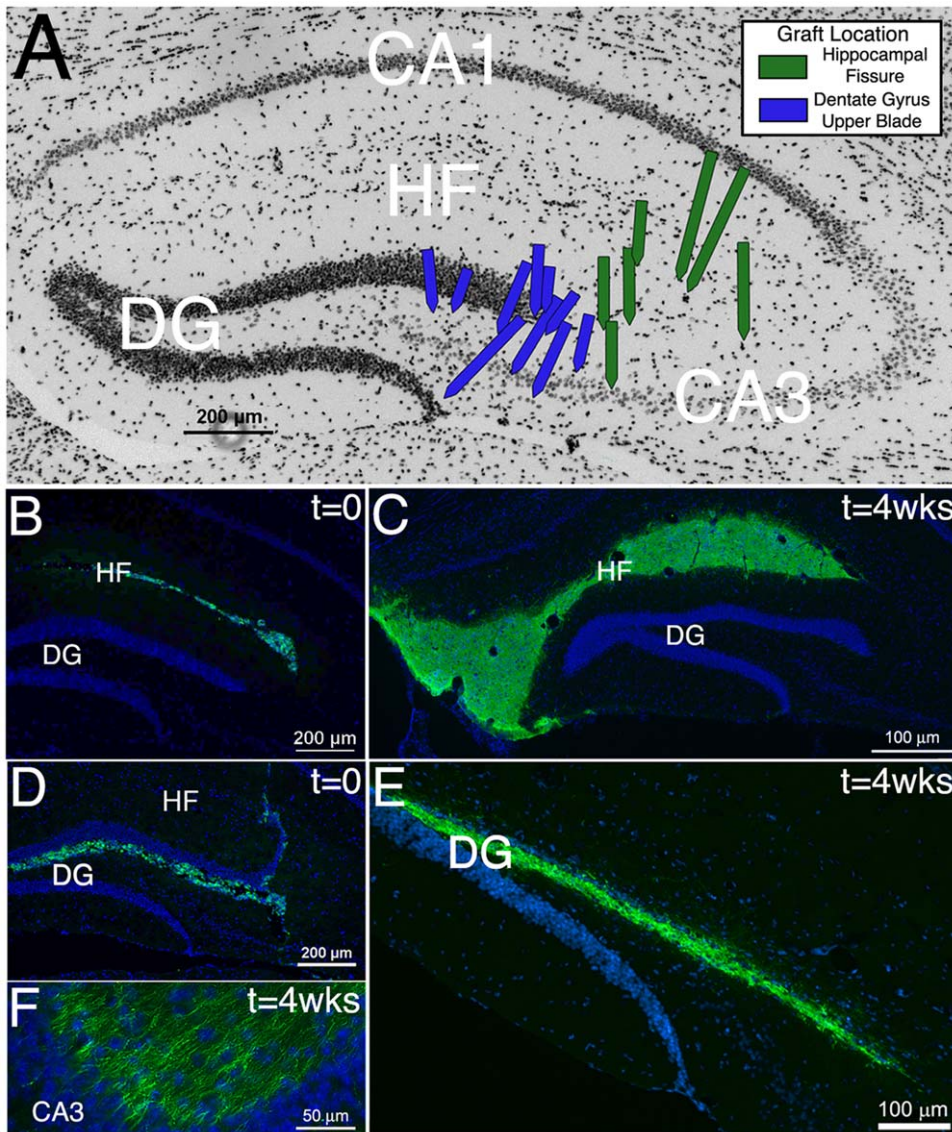 A
CA1
Graft Location
Hippocampal
Fissure
Dentate Gyrus
Upper Blade
HF
DG
CA3
200 µm
B
t=0
HF
DG
200 µm
C
t=4wks
HF
DG
100 µm
D
t=0
HF
DG
200 µm
E
t=4wks
DG
100 µm
F
t=4wks
CA3
50 µm